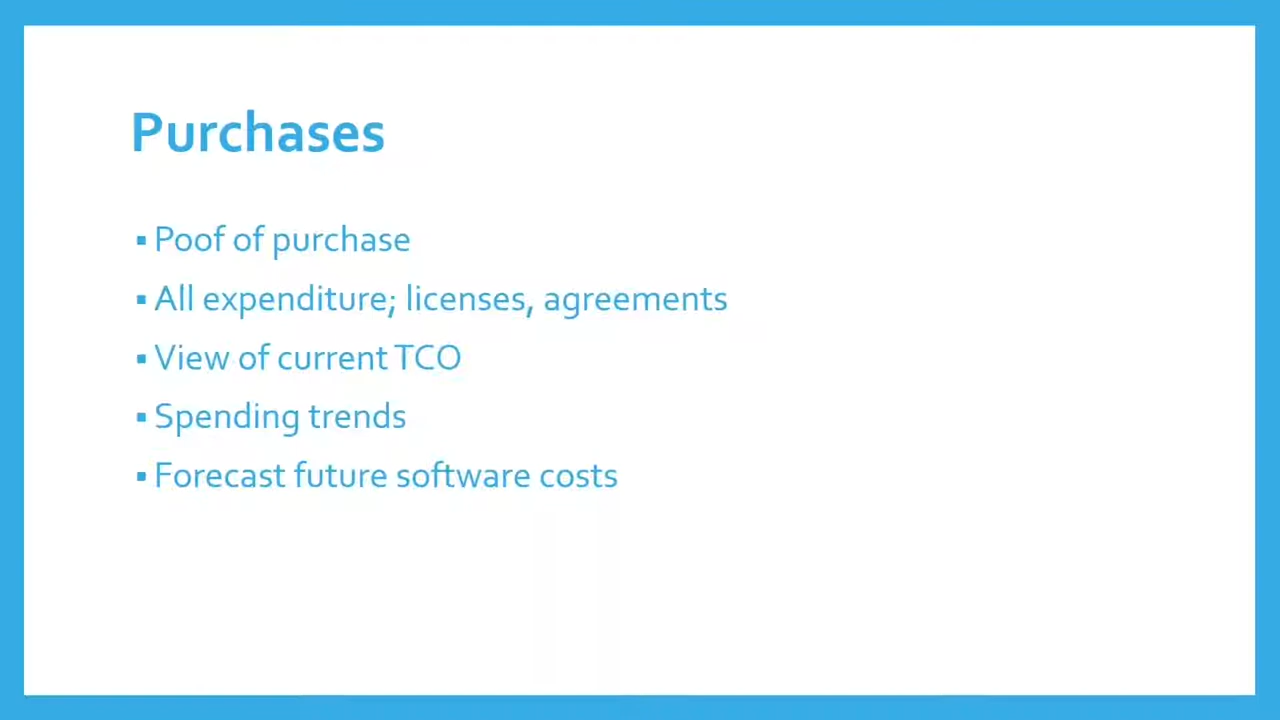 Purchases
▪ Poof of purchase
▪ All expenditure; licenses, agreements
▪ View of current TCO
▪ Spending trends
▪ Forecast future software costs